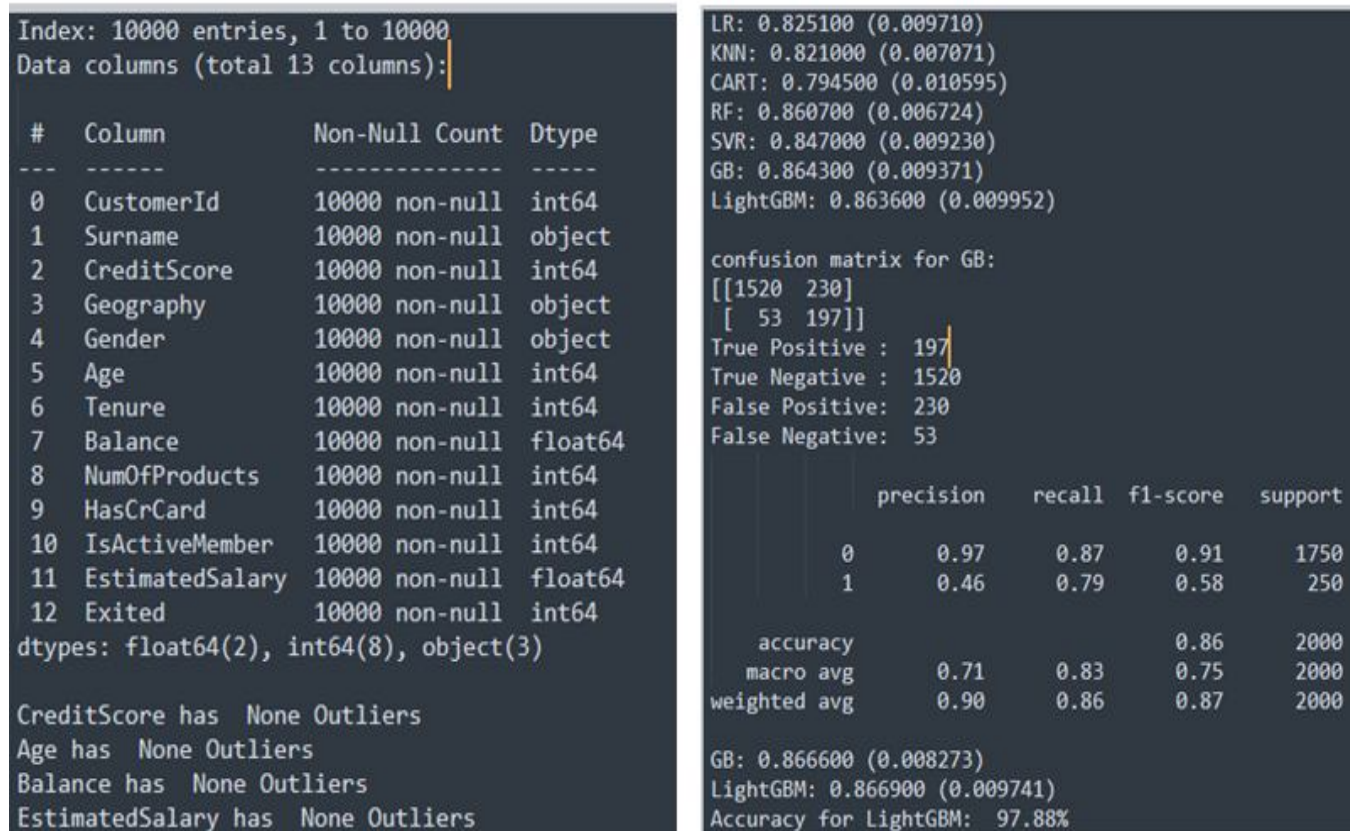 Index: 10000 entries, 1 to 10000
Data columns (total 13 columns):
# Column Non-Null Count Dtype
--- ------ -------------- -----
0 CustomerId 10000 non-null int64
1 Surname 10000 non-null object
2 CreditScore 10000 non-null int64
3 Geography 10000 non-null object
4 Gender 10000 non-null object
5 Age 10000 non-null int64
6 Tenure 10000 non-null int64
7 Balance 10000 non-null float64
8 NumOfProducts 10000 non-null int64
9 HasCrCard 10000 non-null int64
10 IsActiveMember 10000 non-null int64
11 EstimatedSalary 10000 non-null float64
12 Exited 10000 non-null int64
dtypes: float64(2), int64(8), object(3)
CreditScore has None Outliers
Age has None Outliers
Balance has None Outliers
EstimatedSalary has None Outliers
LR: 0.825100 (0.009710)
KNN: 0.821000 (0.007071)
CART: 0.794500 (0.010595)
RF: 0.860700 (0.006724)
SVR: 0.847000 (0.009230)
GB: 0.864300 (0.009371)
LightGBM: 0.863600 (0.009952)
confusion matrix for GB:
[[1520 230]
[ 53 197]]
True Positive : 197
True Negative : 1520
False Positive: 230
False Negative: 53
precision recall f1-score support
0 0.97 0.87 0.91 1750
1 0.46 0.79 0.58 250
accuracy 0.86 2000
macro avg 0.71 0.83 0.75 2000
weighted avg 0.90 0.86 0.87 2000
GB: 0.866600 (0.008273)
LightGBM: 0.866900 (0.009741)
Accuracy for LightGBM: 97.88%